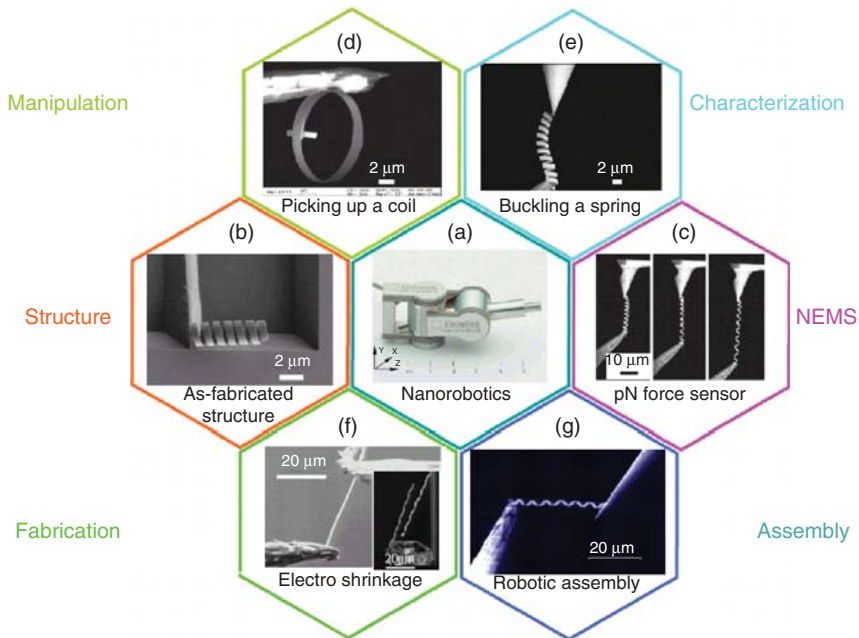 (d)
(e)
Manipulation
Characterization
2 μm
2 μm
Picking up a coil
Buckling a spring
(b)
(a)
(c)
Structure
NEMS
Y
X
Z
2 μm
10 μm
As-fabricated
structure
Nanorobotics
pN force sensor
(f)
(g)
20 μm
Fabrication
Assembly
20μm
20 μm
Electro shrinkage
Robotic assembly